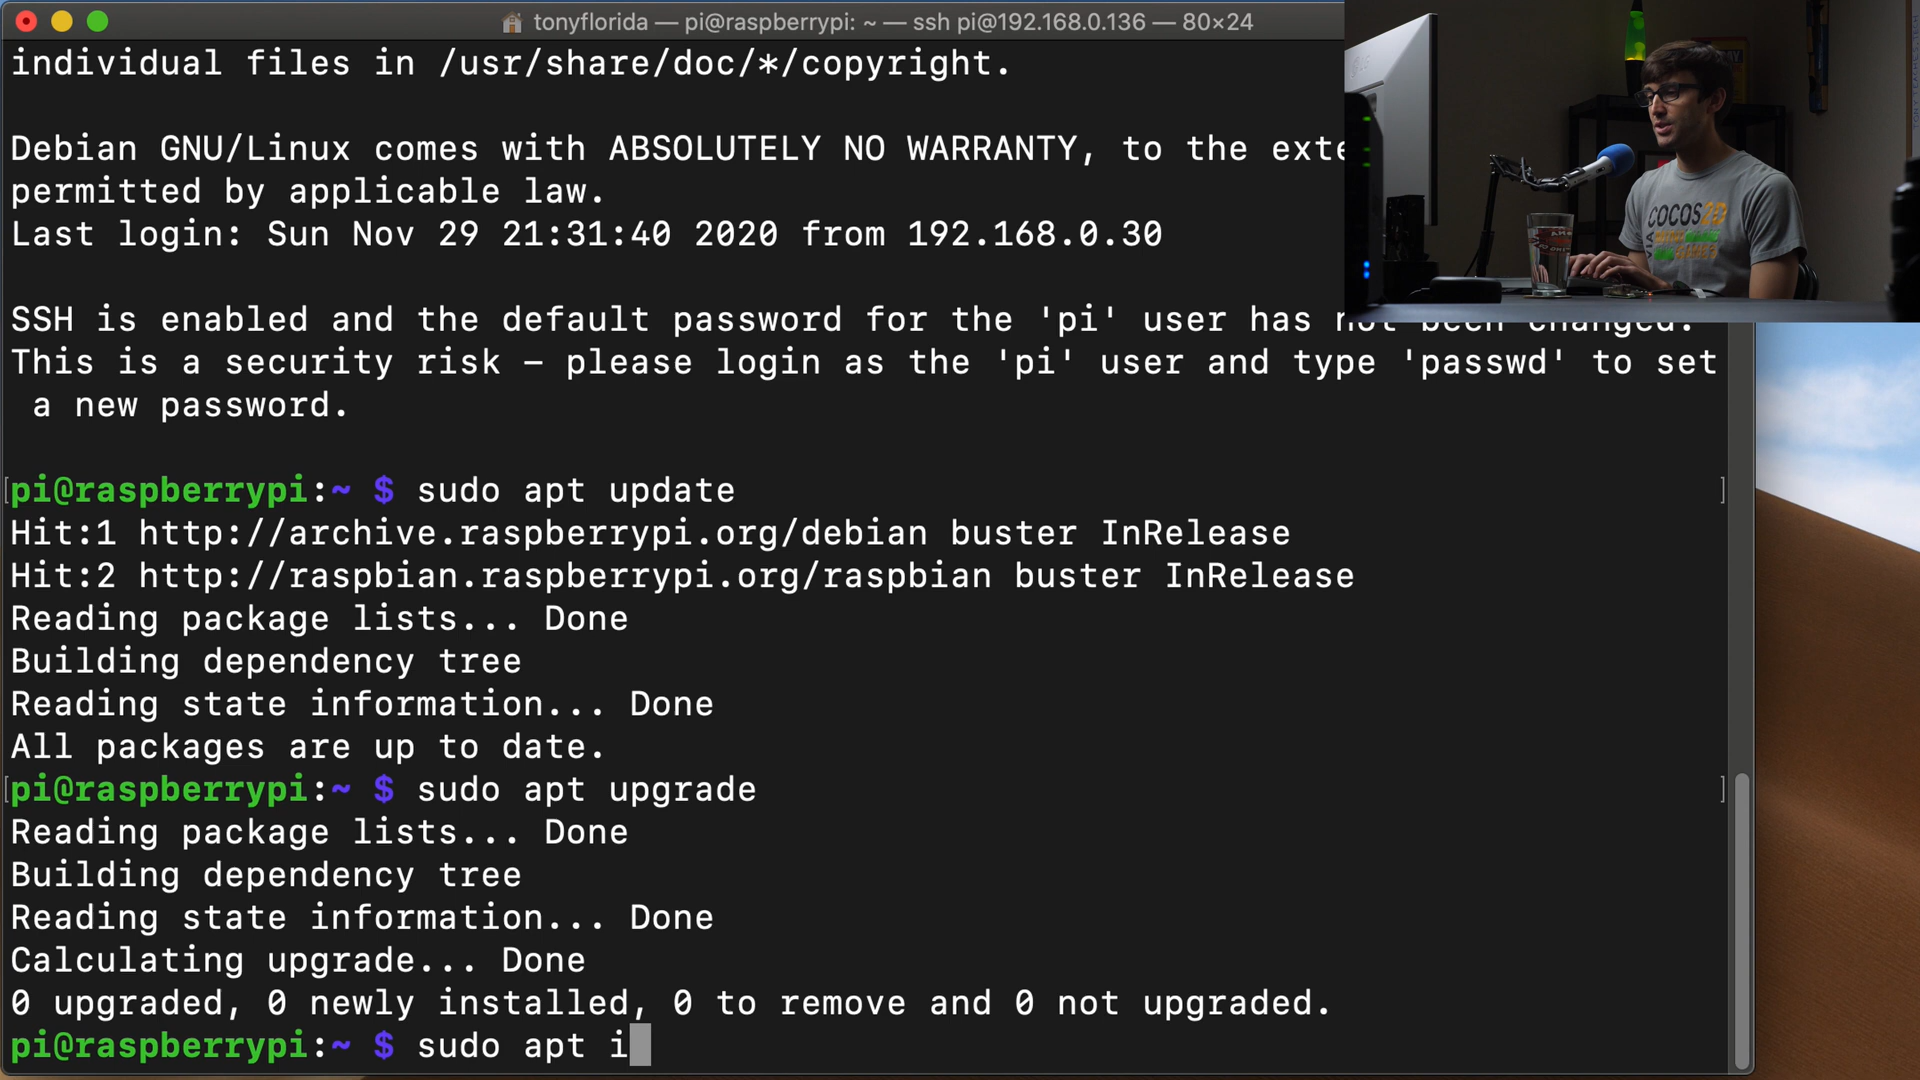 tonyflorida — pi@raspberrypi: ~ — ssh pi@192.168.0.136 — 80×24
individual files in /usr/share/doc/*/copyright.
Debian GNU/Linux comes with ABSOLUTELY NO WARRANTY, to the exte
permitted by applicable law.
Last login: Sun Nov 29 21:31:40 2020 from 192.168.0.30
SSH is enabled and the default password for the 'pi' user has not been changed.
This is a security risk – please login as the 'pi' user and type 'passwd' to set
a new password.
[pi@raspberrypi:~ $ sudo apt update ]
Hit:1 http://archive.raspberrypi.org/debian buster InRelease
Hit:2 http://raspbian.raspberrypi.org/raspbian buster InRelease
Reading package lists... Done
Building dependency tree
Reading state information... Done
All packages are up to date.
[pi@raspberrypi:~ $ sudo apt upgrade ]
Reading package lists... Done
Building dependency tree
Reading state information... Done
Calculating upgrade... Done
0 upgraded, 0 newly installed, 0 to remove and 0 not upgraded.
pi@raspberrypi:~ $ sudo apt i
COCOS2D